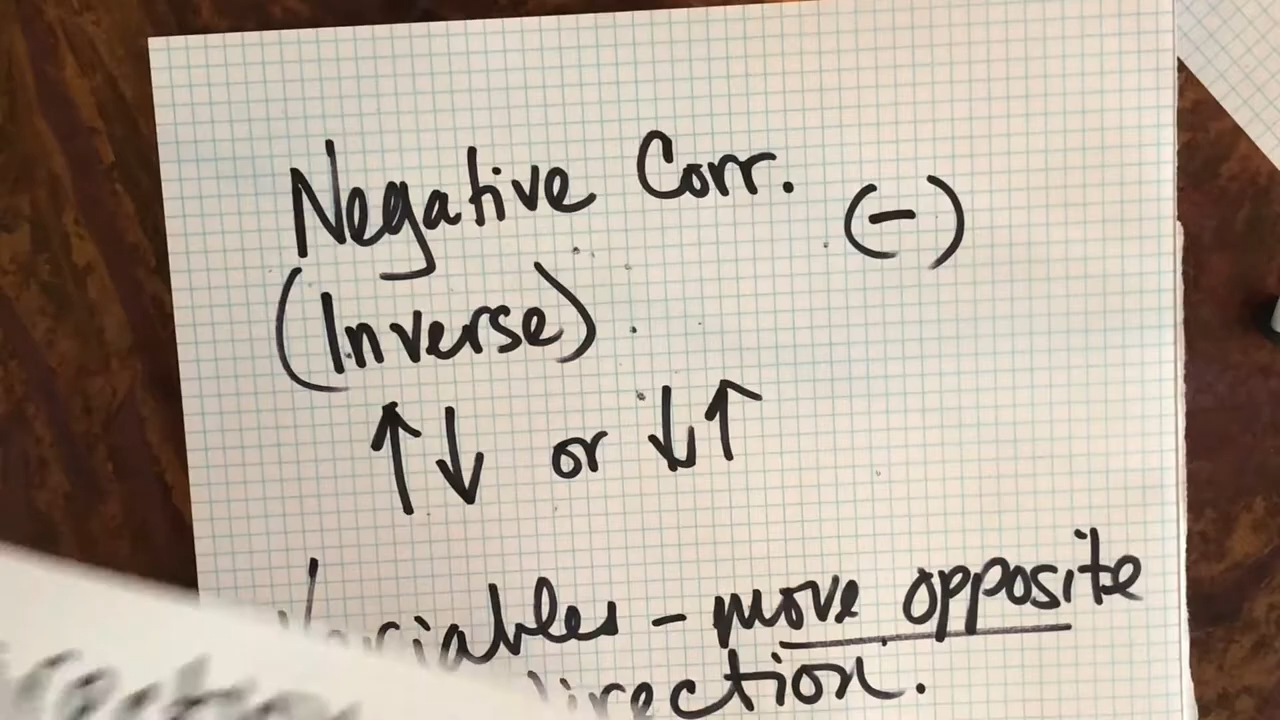 Negative Corr. (-)
(Inverse)
↑↓ or ↓↑
Variables - move opposite
direction.